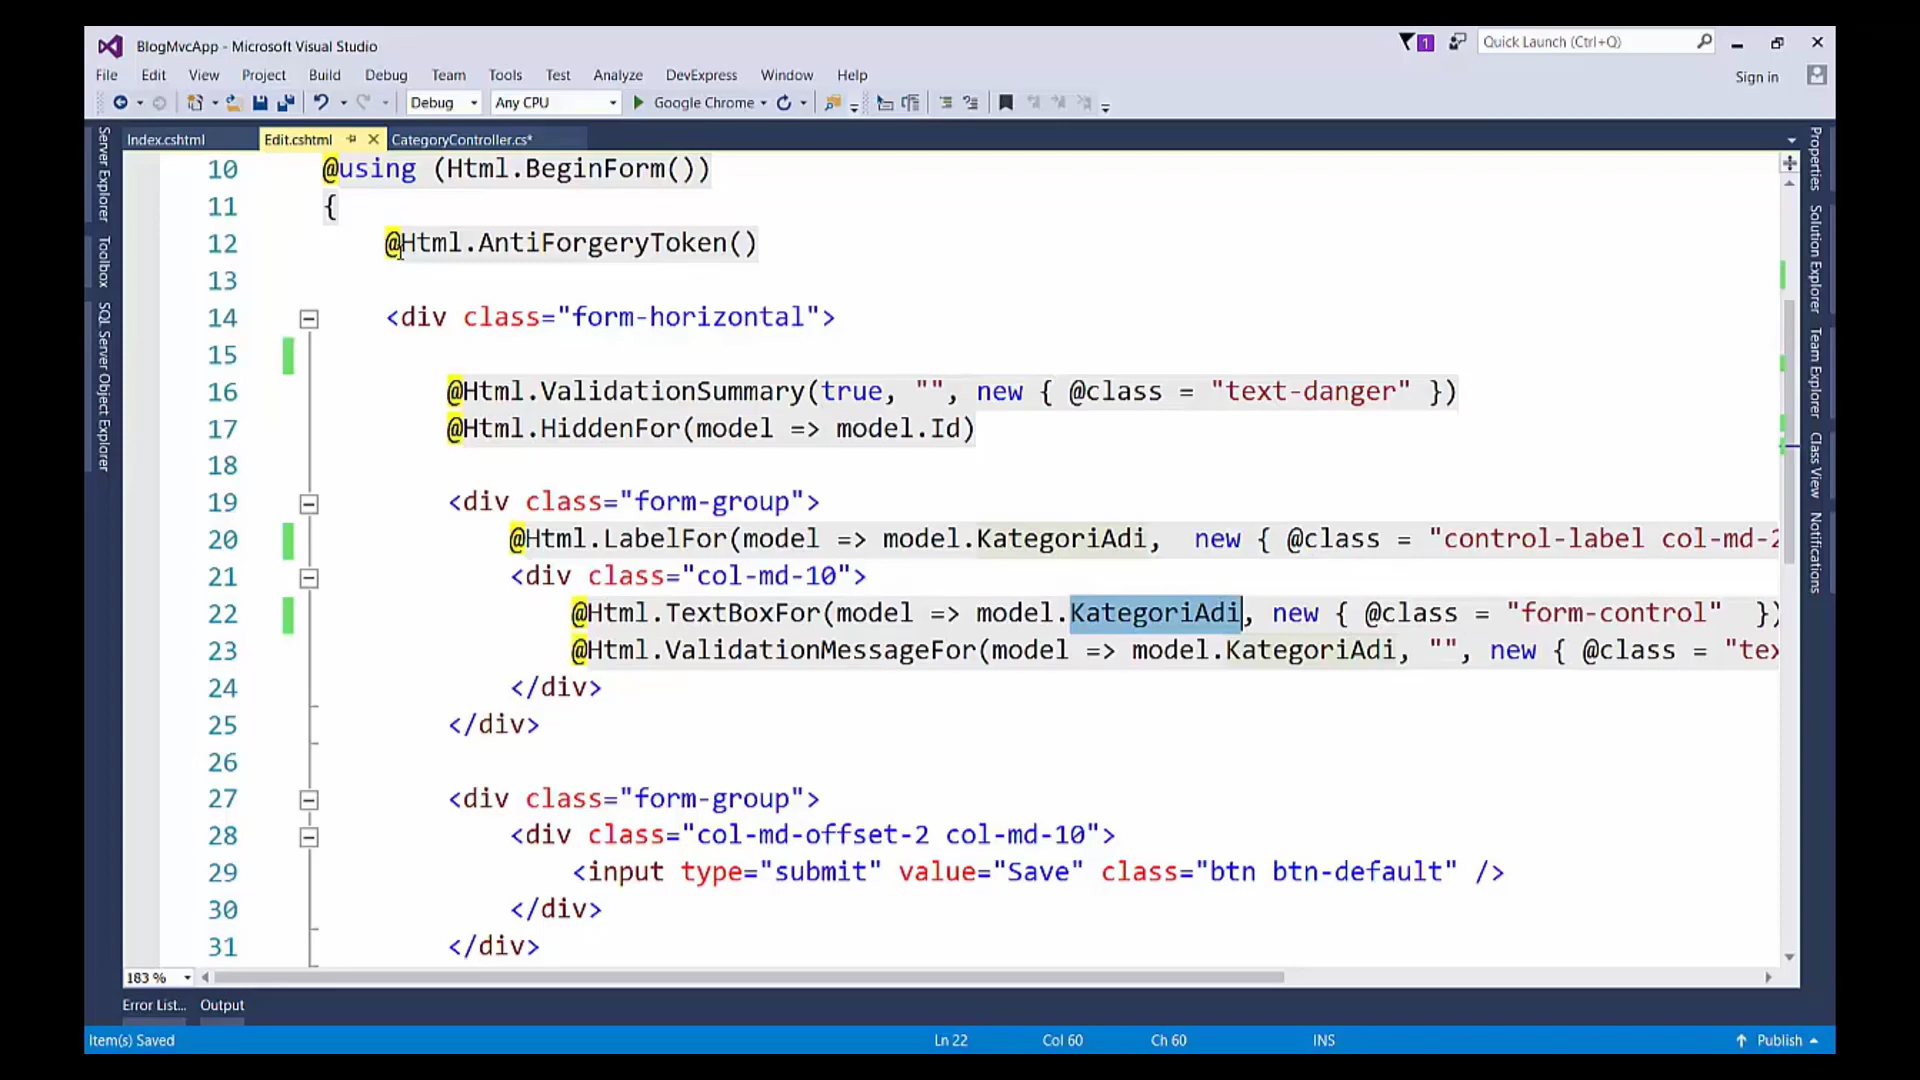 BlogMvcApp - Microsoft Visual Studio
1
Quick Launch (Ctrl+Q)
File Edit View Project Build Debug Team Tools Test Analyze DevExpress Window Help
Sign in
Debug Any CPU Google Chrome
Index.cshtml Edit.cshtml CategoryController.cs*
Server Explorer
Toolbox
SQL Server Object Explorer
10 @using (Html.BeginForm())
11 {
12 @Html.AntiForgeryToken()
13
14 <div class="form-horizontal">
15
16 @Html.ValidationSummary(true, "", new { @class = "text-danger" })
17 @Html.HiddenFor(model => model.Id)
18
19 <div class="form-group">
20 @Html.LabelFor(model => model.KategoriAdi,  new { @class = "control-label col-md-2
21 <div class="col-md-10">
22 @Html.TextBoxFor(model => model.KategoriAdi, new { @class = "form-control"  })
23 @Html.ValidationMessageFor(model => model.KategoriAdi, "", new { @class = "tex
24 </div>
25 </div>
26
27 <div class="form-group">
28 <div class="col-md-offset-2 col-md-10">
29 <input type="submit" value="Save" class="btn btn-default" />
30 </div>
31 </div>
Properties
Solution Explorer
Team Explorer
Class View
Notifications
183 %
Error List... Output
Item(s) Saved Ln 22 Col 60 Ch 60 INS Publish